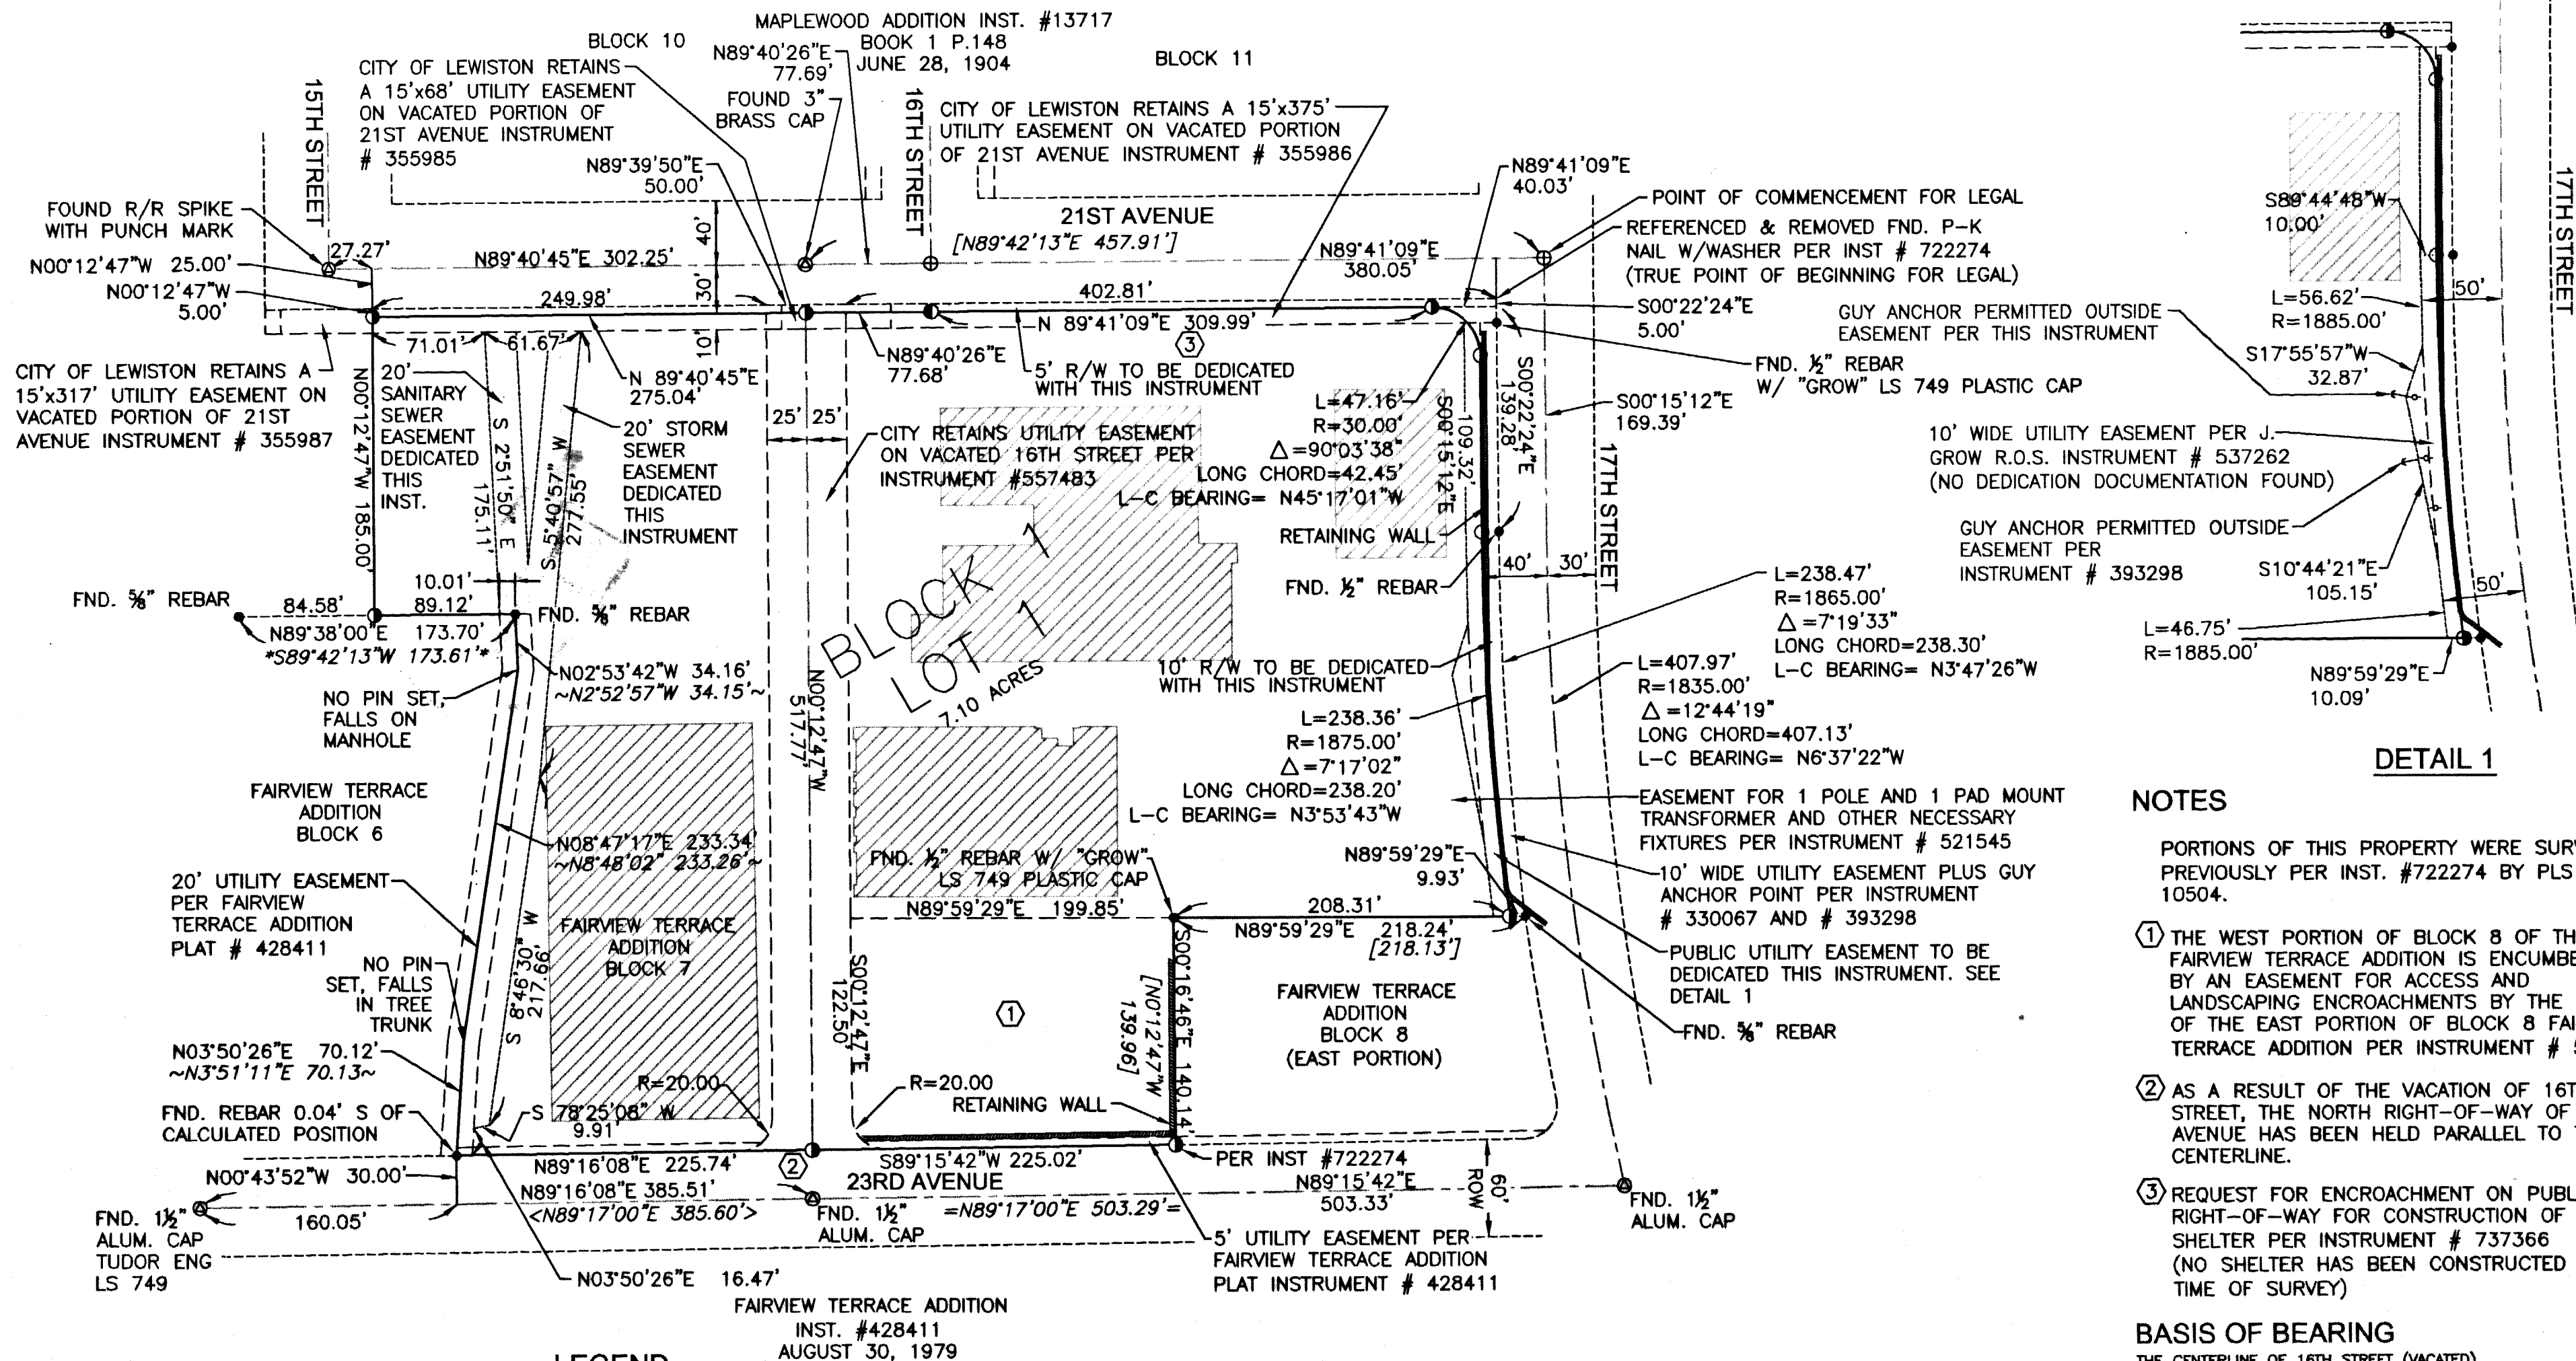 MAPLEWOOD ADDITION INST. #13717
BOOK 1 P.148
JUNE 28, 1904
BLOCK 10
BLOCK 11
N89°40'26"E
77.69'
CITY OF LEWISTON RETAINS
A 15'x68' UTILITY EASEMENT
ON VACATED PORTION OF
21ST AVENUE INSTRUMENT
# 355985
FOUND 3"
BRASS CAP
15TH STREET
16TH STREET
CITY OF LEWISTON RETAINS A 15'x375'
UTILITY EASEMENT ON VACATED PORTION
OF 21ST AVENUE INSTRUMENT # 355986
N89°39'50"E
50.00'
N89°41'09"E
40.03'
FOUND R/R SPIKE
WITH PUNCH MARK
27.27'
N00°12'47"W 25.00'
N00°12'47"W
5.00'
N89°40'45"E 302.25'
40'
30'
10'
21ST AVENUE
[N89°42'13"E 457.91']
N89°41'09"E
380.05'
POINT OF COMMENCEMENT FOR LEGAL
REFERENCED & REMOVED FND. P-K
NAIL W/WASHER PER INST # 722274
(TRUE POINT OF BEGINNING FOR LEGAL)
249.98'
402.81'
N 89°41'09"E 309.99'
S00°22'24"E
5.00'
FND. ½" REBAR
W/ "GROW" LS 749 PLASTIC CAP
CITY OF LEWISTON RETAINS A
15'x317' UTILITY EASEMENT ON
VACATED PORTION OF 21ST
AVENUE INSTRUMENT # 355987
71.01'
61.67'
N 89°40'45"E
275.04'
N89°40'26"E
77.68'
3
5' R/W TO BE DEDICATED
WITH THIS INSTRUMENT
N00°12'47"W 185.00'
20'
SANITARY
SEWER
EASEMENT
DEDICATED
THIS
INST.
S 2°51'50" E
175.11'
S 5°40'57" W
277.55'
20' STORM
SEWER
EASEMENT
DEDICATED
THIS
INSTRUMENT
25'
25'
CITY RETAINS UTILITY EASEMENT
ON VACATED 16TH STREET PER
INSTRUMENT #557483
L=47.16'
R=30.00'
Δ=90°03'38"
LONG CHORD=42.45'
L-C BEARING= N45°17'01"W
RETAINING WALL
S00°15'12"E
109.32'
S00°22'24"E
139.28'
S00°15'12"E
169.39'
17TH STREET
FND. ½" REBAR
40'
30'
10.01'
FND. ⅝" REBAR
84.58'
89.12'
FND. ⅝" REBAR
N89°38'00"E 173.70'
*S89°42'13"W 173.61'*
N02°53'42"W 34.16'
~N2°52'57"W 34.15'~
NO PIN SET,
FALLS ON
MANHOLE
BLOCK 1
LOT 1
7.10 ACRES
N00°12'47"W
517.77'
10' R/W TO BE DEDICATED
WITH THIS INSTRUMENT
L=238.47'
R=1865.00'
Δ=7°19'33"
LONG CHORD=238.30'
L-C BEARING= N3°47'26"W
L=407.97'
R=1835.00'
Δ=12°44'19"
LONG CHORD=407.13'
L-C BEARING= N6°37'22"W
L=238.36'
R=1875.00'
Δ=7°17'02"
LONG CHORD=238.20'
L-C BEARING= N3°53'43"W
FAIRVIEW TERRACE
ADDITION
BLOCK 6
N08°47'17"E 233.34'
~N8°48'02" 233.26'~
FND. ½" REBAR W/ "GROW"
LS 749 PLASTIC CAP
N89°59'29"E 199.85'
N89°59'29"E
9.93'
EASEMENT FOR 1 POLE AND 1 PAD MOUNT
TRANSFORMER AND OTHER NECESSARY
FIXTURES PER INSTRUMENT # 521545
10' WIDE UTILITY EASEMENT PLUS GUY
ANCHOR POINT PER INSTRUMENT
# 330067 AND # 393298
208.31'
N89°59'29"E 218.24'
[218.13']
PUBLIC UTILITY EASEMENT TO BE
DEDICATED THIS INSTRUMENT. SEE
DETAIL 1
FND. ⅝" REBAR
20' UTILITY EASEMENT
PER FAIRVIEW
TERRACE ADDITION
PLAT # 428411
NO PIN
SET, FALLS
IN TREE
TRUNK
S 8°46'30" W
217.66'
FAIRVIEW TERRACE
ADDITION
BLOCK 7
S00°12'47"E
122.50'
1
S00°16'46"E 140.14'
[N0°12'47"W
139.96]
FAIRVIEW TERRACE
ADDITION
BLOCK 8
(EAST PORTION)
N03°50'26"E 70.12'
~N3°51'11"E 70.13~
R=20.00
R=20.00
RETAINING WALL
FND. REBAR 0.04' S OF
CALCULATED POSITION
S 78°25'08" W
9.91'
N00°43'52"W 30.00'
N89°16'08"E 225.74'
2
S89°15'42"W 225.02'
PER INST #722274
23RD AVENUE
N89°16'08"E 385.51'
<N89°17'00"E 385.60'>
=N89°17'00"E 503.29'=
N89°15'42"E
503.33'
60'
ROW
160.05'
FND. 1½"
ALUM. CAP
TUDOR ENG
LS 749
FND. 1½"
ALUM. CAP
FND. 1½"
ALUM. CAP
N03°50'26"E 16.47'
5' UTILITY EASEMENT PER
FAIRVIEW TERRACE ADDITION
PLAT INSTRUMENT # 428411
FAIRVIEW TERRACE ADDITION
INST. #428411
AUGUST 30, 1979
LEGEND
17TH STREET
S89°44'48"W
10.00'
L=56.62'
R=1885.00'
50'
GUY ANCHOR PERMITTED OUTSIDE
EASEMENT PER THIS INSTRUMENT
S17°55'57"W
32.87'
10' WIDE UTILITY EASEMENT PER J.
GROW R.O.S. INSTRUMENT # 537262
(NO DEDICATION DOCUMENTATION FOUND)
GUY ANCHOR PERMITTED OUTSIDE
EASEMENT PER
INSTRUMENT # 393298
S10°44'21"E
105.15'
50'
L=46.75'
R=1885.00'
N89°59'29"E
10.09'
DETAIL 1
NOTES
PORTIONS OF THIS PROPERTY WERE SUR
PREVIOUSLY PER INST. #722274 BY PLS
10504.
1 THE WEST PORTION OF BLOCK 8 OF TH
FAIRVIEW TERRACE ADDITION IS ENCUMBE
BY AN EASEMENT FOR ACCESS AND
LANDSCAPING ENCROACHMENTS BY THE
OF THE EAST PORTION OF BLOCK 8 FAI
TERRACE ADDITION PER INSTRUMENT #
2 AS A RESULT OF THE VACATION OF 16T
STREET, THE NORTH RIGHT-OF-WAY OF
AVENUE HAS BEEN HELD PARALLEL TO
CENTERLINE.
3 REQUEST FOR ENCROACHMENT ON PUBL
RIGHT-OF-WAY FOR CONSTRUCTION OF
SHELTER PER INSTRUMENT # 737366
(NO SHELTER HAS BEEN CONSTRUCTED
TIME OF SURVEY)
BASIS OF BEARING
THE CENTERLINE OF 16TH STREET (VACATED)